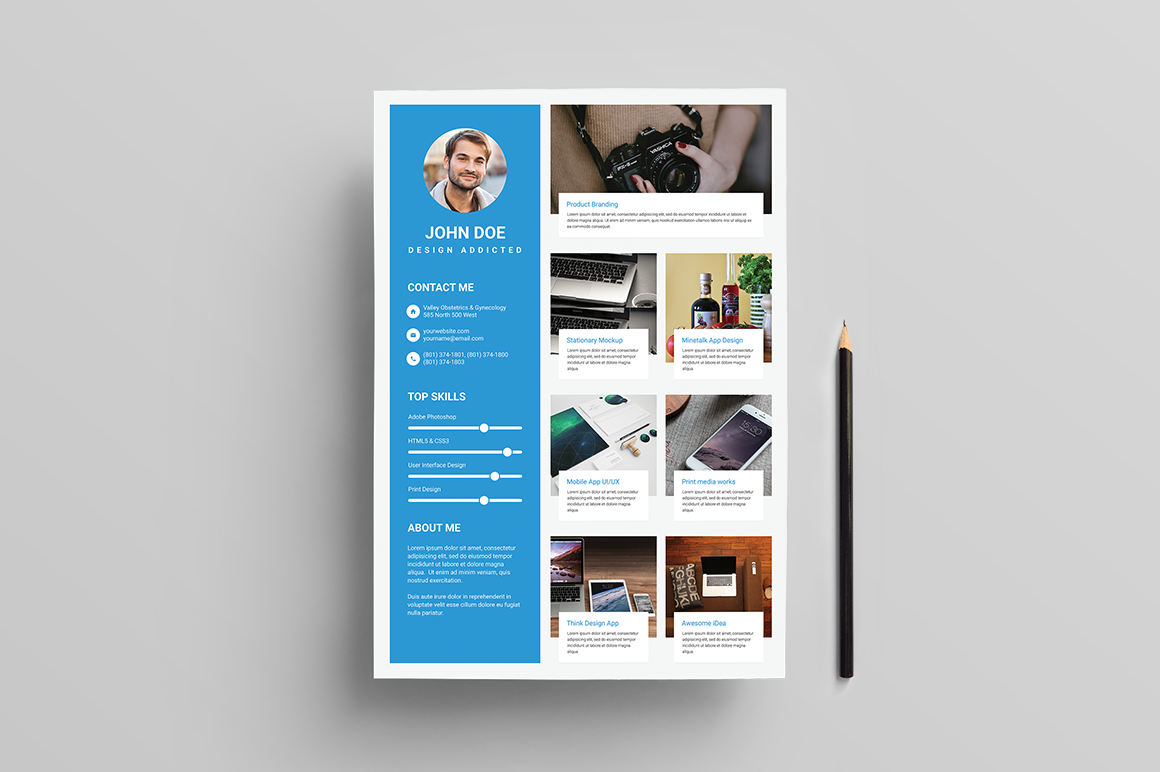 JOHN DOE
DESIGN ADDICTED
CONTACT ME
Valley Obstetrics & Gynecology
585 North 500 West
yourwebsite.com
yourname@email.com
(801) 374-1801, (801) 374-1800
(801) 374-1803
TOP SKILLS
Adobe Photoshop
HTML5 & CSS3
User Interface Design
Print Design
ABOUT ME
Lorem ipsum dolor sit amet, consectetur
adipisicing elit, sed do eiusmod tempor
incididunt ut labore et dolore magna
aliqua. Ut enim ad minim veniam, quis
nostrud exercitation.
Duis aute irure dolor in reprehenderit in
voluptate velit esse cillum dolore eu fugiat
nulla pariatur.
YASHICA
Product Branding
Lorem ipsum dolor sit amet, consectetur adipisicing elit, sed do eiusmod tempor incididunt ut labore et
dolore magna aliqua. Ut enim ad minim veniam, quis nostrud exercitation ullamco laboris nisi ut aliquip ex
ea commodo consequat.
Stationary Mockup
Lorem ipsum dolor sit amet,
adipisicing elit, sed do eiusmod tempor
incididunt ut labore et dolore magna
aliqua.
Minetalk App Design
Lorem ipsum dolor sit amet, consectetur
adipisicing elit, sed do eiusmod tempor
incididunt ut labore et dolore magna
aliqua.
Mobile App UI/UX
Lorem ipsum dolor sit amet,
adipisicing elit, sed do eiusmod tempor
incididunt ut labore et dolore magna
aliqua.
15:30
Print media works
Lorem ipsum dolor sit amet, consectetur
adipisicing elit, sed do eiusmod tempor
incididunt ut labore et dolore magna
aliqua.
Think Design App
Lorem ipsum dolor sit amet,
adipisicing elit, sed do eiusmod tempor
incididunt ut labore et dolore magna
aliqua.
ABCDE
Awesome iDea
Lorem ipsum dolor sit amet, consectetur
adipisicing elit, sed do eiusmod tempor
incididunt ut labore et dolore magna
aliqua.